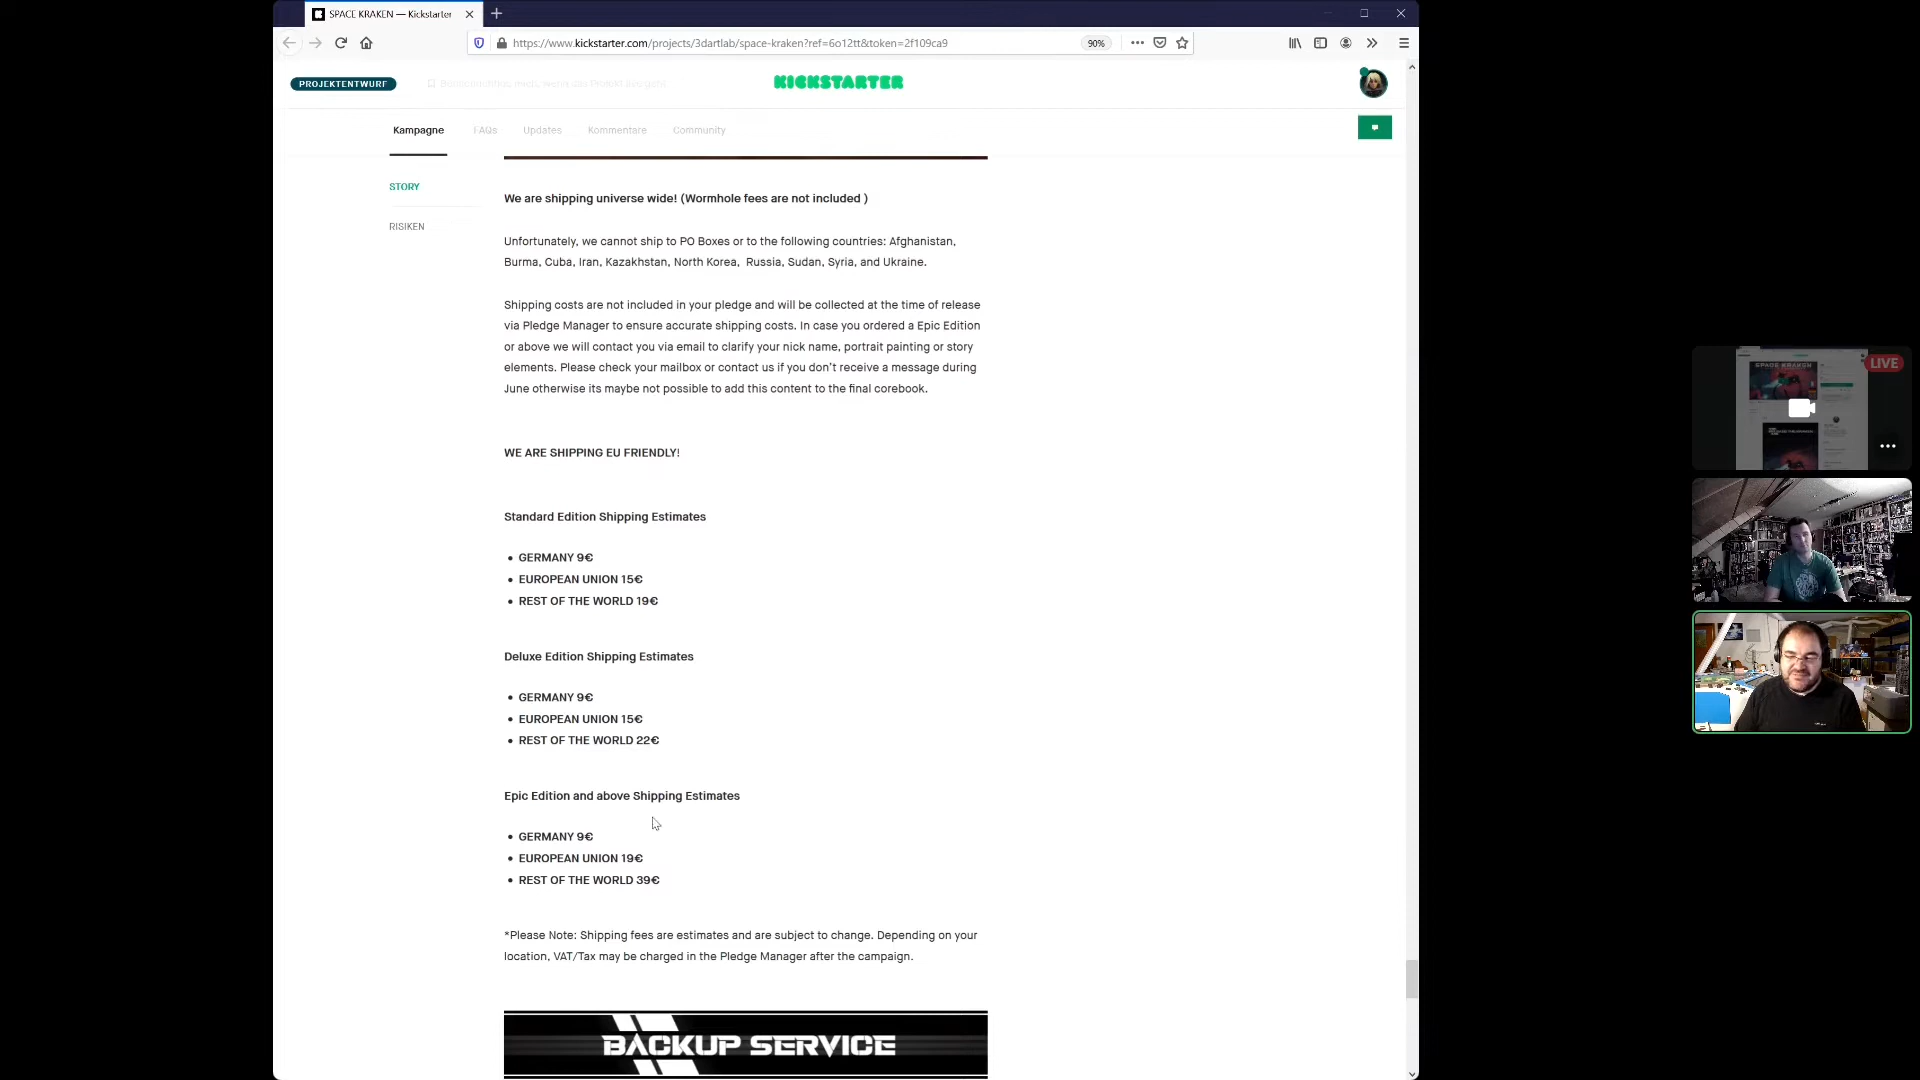 SPACE KRAKEN — Kickstarter
https://www.kickstarter.com/projects/3dartlab/space-kraken?ref=6o12tt&token=2f109ca9
90%
PROJEKTENTWURF
KICKSTARTER
Kampagne
FAQs
Updates
Kommentare
Community
STORY
RISIKEN
We are shipping universe wide! (Wormhole fees are not included )
Unfortunately, we cannot ship to PO Boxes or to the following countries: Afghanistan,
Burma, Cuba, Iran, Kazakhstan, North Korea, Russia, Sudan, Syria, and Ukraine.
Shipping costs are not included in your pledge and will be collected at the time of release
via Pledge Manager to ensure accurate shipping costs. In case you ordered a Epic Edition
or above we will contact you via email to clarify your nick name, portrait painting or story
elements. Please check your mailbox or contact us if you don't receive a message during
June otherwise its maybe not possible to add this content to the final corebook.
WE ARE SHIPPING EU FRIENDLY!
Standard Edition Shipping Estimates
• GERMANY 9€
• EUROPEAN UNION 15€
• REST OF THE WORLD 19€
Deluxe Edition Shipping Estimates
• GERMANY 9€
• EUROPEAN UNION 15€
• REST OF THE WORLD 22€
Epic Edition and above Shipping Estimates
• GERMANY 9€
• EUROPEAN UNION 19€
• REST OF THE WORLD 39€
*Please Note: Shipping fees are estimates and are subject to change. Depending on your
location, VAT/Tax may be charged in the Pledge Manager after the campaign.
BACKUP SERVICE
LIVE
SPACE KRAKEN